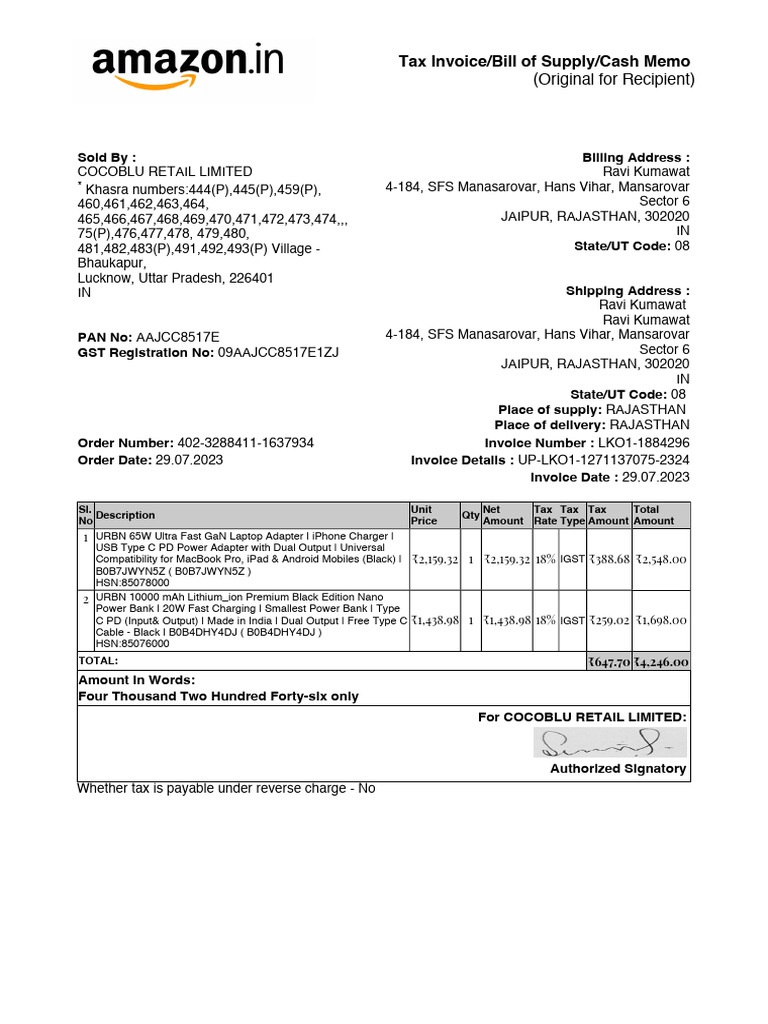 amazon.in
Tax Invoice/Bill of Supply/Cash Memo
(Original for Recipient)
Sold By :
COCOBLU RETAIL LIMITED
* Khasra numbers:444(P),445(P),459(P),
460,461,462,463,464,
465,466,467,468,469,470,471,472,473,474,,,
75(P),476,477,478, 479,480,
481,482,483(P),491,492,493(P) Village -
Bhaukapur,
Lucknow, Uttar Pradesh, 226401
IN
PAN No: AAJCC8517E
GST Registration No: 09AAJCC8517E1ZJ
Order Number: 402-3288411-1637934
Order Date: 29.07.2023
Billing Address :
Ravi Kumawat
4-184, SFS Manasarovar, Hans Vihar, Mansarovar
Sector 6
JAIPUR, RAJASTHAN, 302020
IN
State/UT Code: 08
Shipping Address :
Ravi Kumawat
Ravi Kumawat
4-184, SFS Manasarovar, Hans Vihar, Mansarovar
Sector 6
JAIPUR, RAJASTHAN, 302020
IN
State/UT Code: 08
Place of supply: RAJASTHAN
Place of delivery: RAJASTHAN
Invoice Number : LKO1-1884296
Invoice Details : UP-LKO1-1271137075-2324
Invoice Date : 29.07.2023
Sl. No Description Unit Price Qty Net Amount Tax Rate Tax Type Tax Amount Total Amount
1 URBN 65W Ultra Fast GaN Laptop Adapter | iPhone Charger |
USB Type C PD Power Adapter with Dual Output | Universal
Compatibility for MacBook Pro, iPad & Android Mobiles (Black) | ₹2,159.32 1 ₹2,159.32 18% IGST ₹388.68 ₹2,548.00
B0B7JWYN5Z ( B0B7JWYN5Z )
HSN:85078000
2 URBN 10000 mAh Lithium_ion Premium Black Edition Nano
Power Bank | 20W Fast Charging | Smallest Power Bank | Type
C PD (Input& Output) | Made in India | Dual Output | Free Type C ₹1,438.98 1 ₹1,438.98 18% IGST ₹259.02 ₹1,698.00
Cable - Black | B0B4DHY4DJ ( B0B4DHY4DJ )
HSN:85076000
TOTAL: ₹647.70 ₹4,246.00
Amount in Words:
Four Thousand Two Hundred Forty-six only
For COCOBLU RETAIL LIMITED:
Authorized Signatory
Whether tax is payable under reverse charge - No